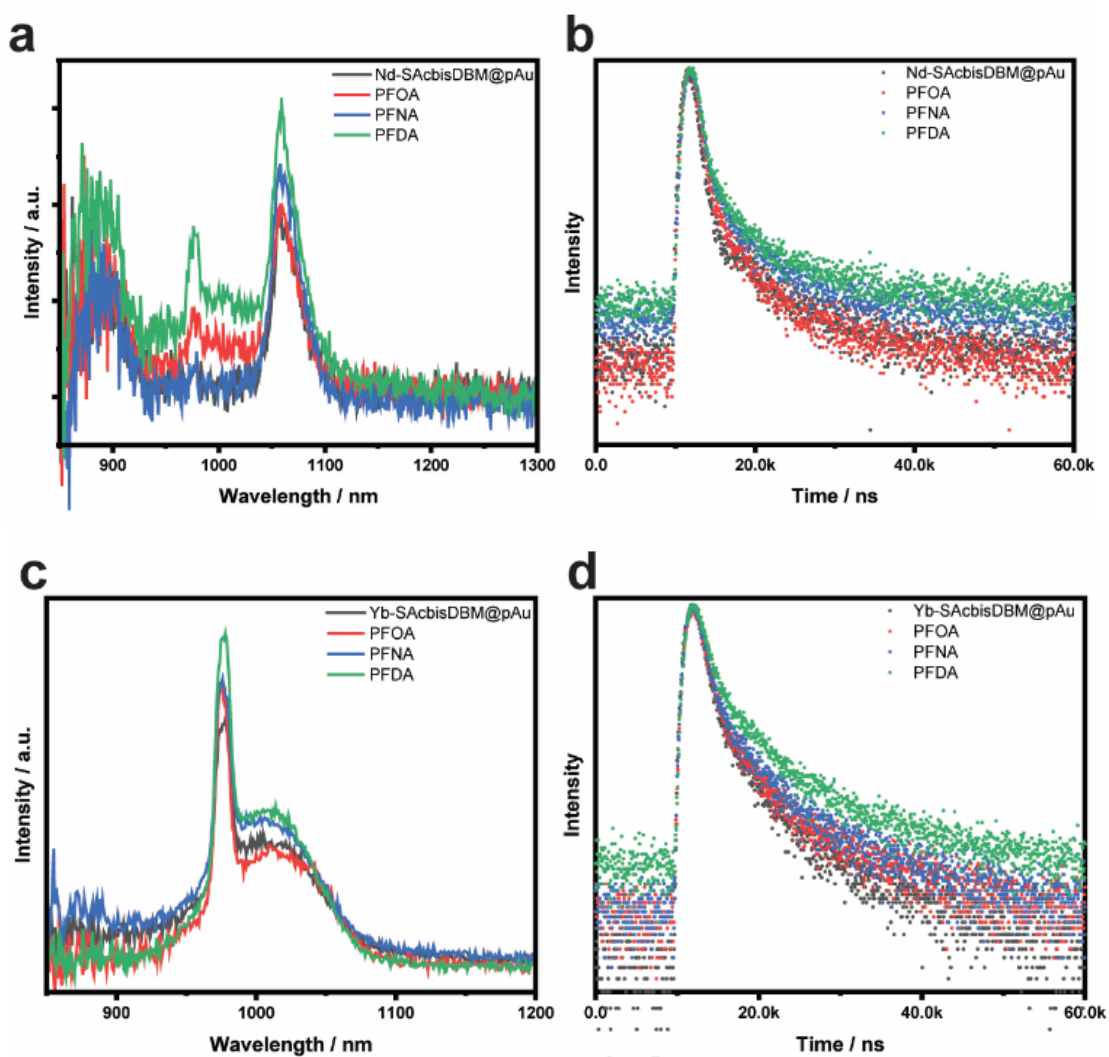 a
Nd-SAcbisDBM@pAu
PFOA
PFNA
PFDA
Intensity / a.u.
900
1000
1100
1200
1300
Wavelength / nm
b
Nd-SAcbisDBM@pAu
PFOA
PFNA
PFDA
Intensity
0.0
20.0k
40.0k
60.0k
Time / ns
c
Yb-SAcbisDBM@pAu
PFOA
PFNA
PFDA
Intensity / a.u.
900
1000
1100
1200
Wavelength / nm
d
Yb-SAcbisDBM@pAu
PFOA
PFNA
PFDA
Intensity
0.0
20.0k
40.0k
60.0k
Time / ns